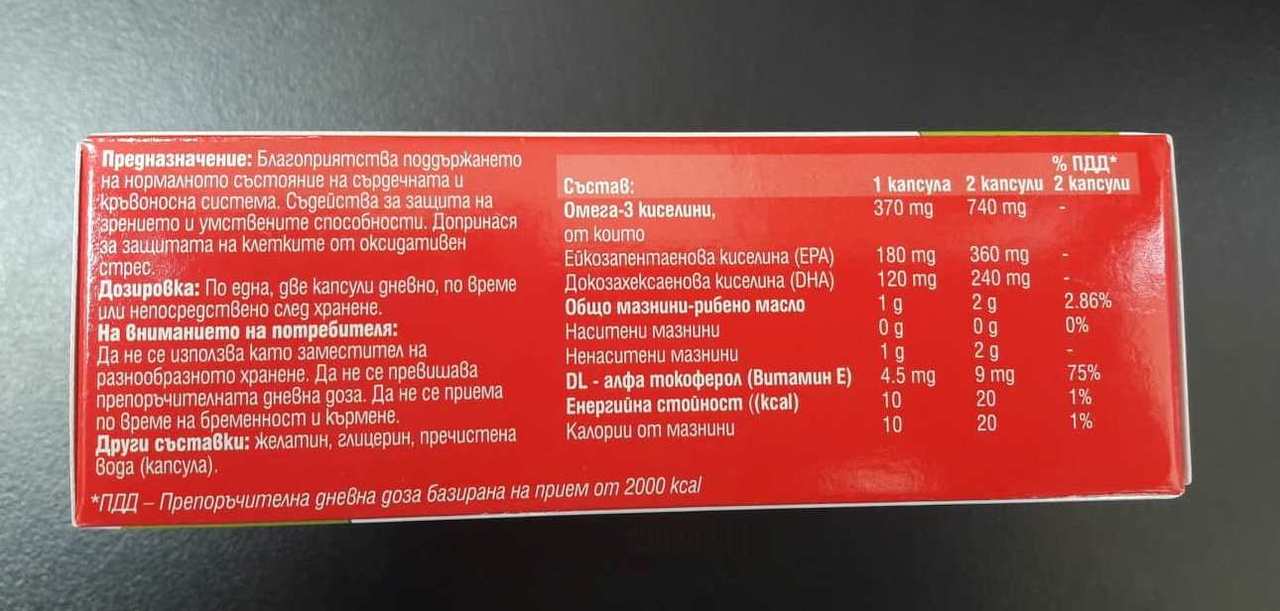 Предназначение: Благоприятства поддържането
на нормалното състояние на сърдечната и
кръвоносна система. Съдейства за защита на
зрението и умствените способности. Допринася
за защитата на клетките от оксидативен
стрес.
Дозировка: По една, две капсули дневно, по време
или непосредствено след хранене.
На вниманието на потребителя:
Да не се използва като заместител на
разнообразното хранене. Да не се превишава
препоръчителната дневна доза. Да не се приема
по време на бременност и кърмене.
Други съставки: желатин, глицерин, пречистена
вода (капсула).
% ПДД*
Състав: 1 капсула 2 капсули 2 капсули
Омега-3 киселини, 370 mg 740 mg -
от които
Ейкозапентаенова киселина (EPA) 180 mg 360 mg -
Докозахексаенова киселина (DHA) 120 mg 240 mg -
Общо мазнини-рибено масло 1 g 2 g 2.86%
Наситени мазнини 0 g 0 g 0%
Ненаситени мазнини 1 g 2 g -
DL - алфа токоферол (Витамин Е) 4.5 mg 9 mg 75%
Енергийна стойност ((kcal) 10 20 1%
Калории от мазнини 10 20 1%
*ПДД – Препоръчителна дневна доза базирана на прием от 2000 kcal